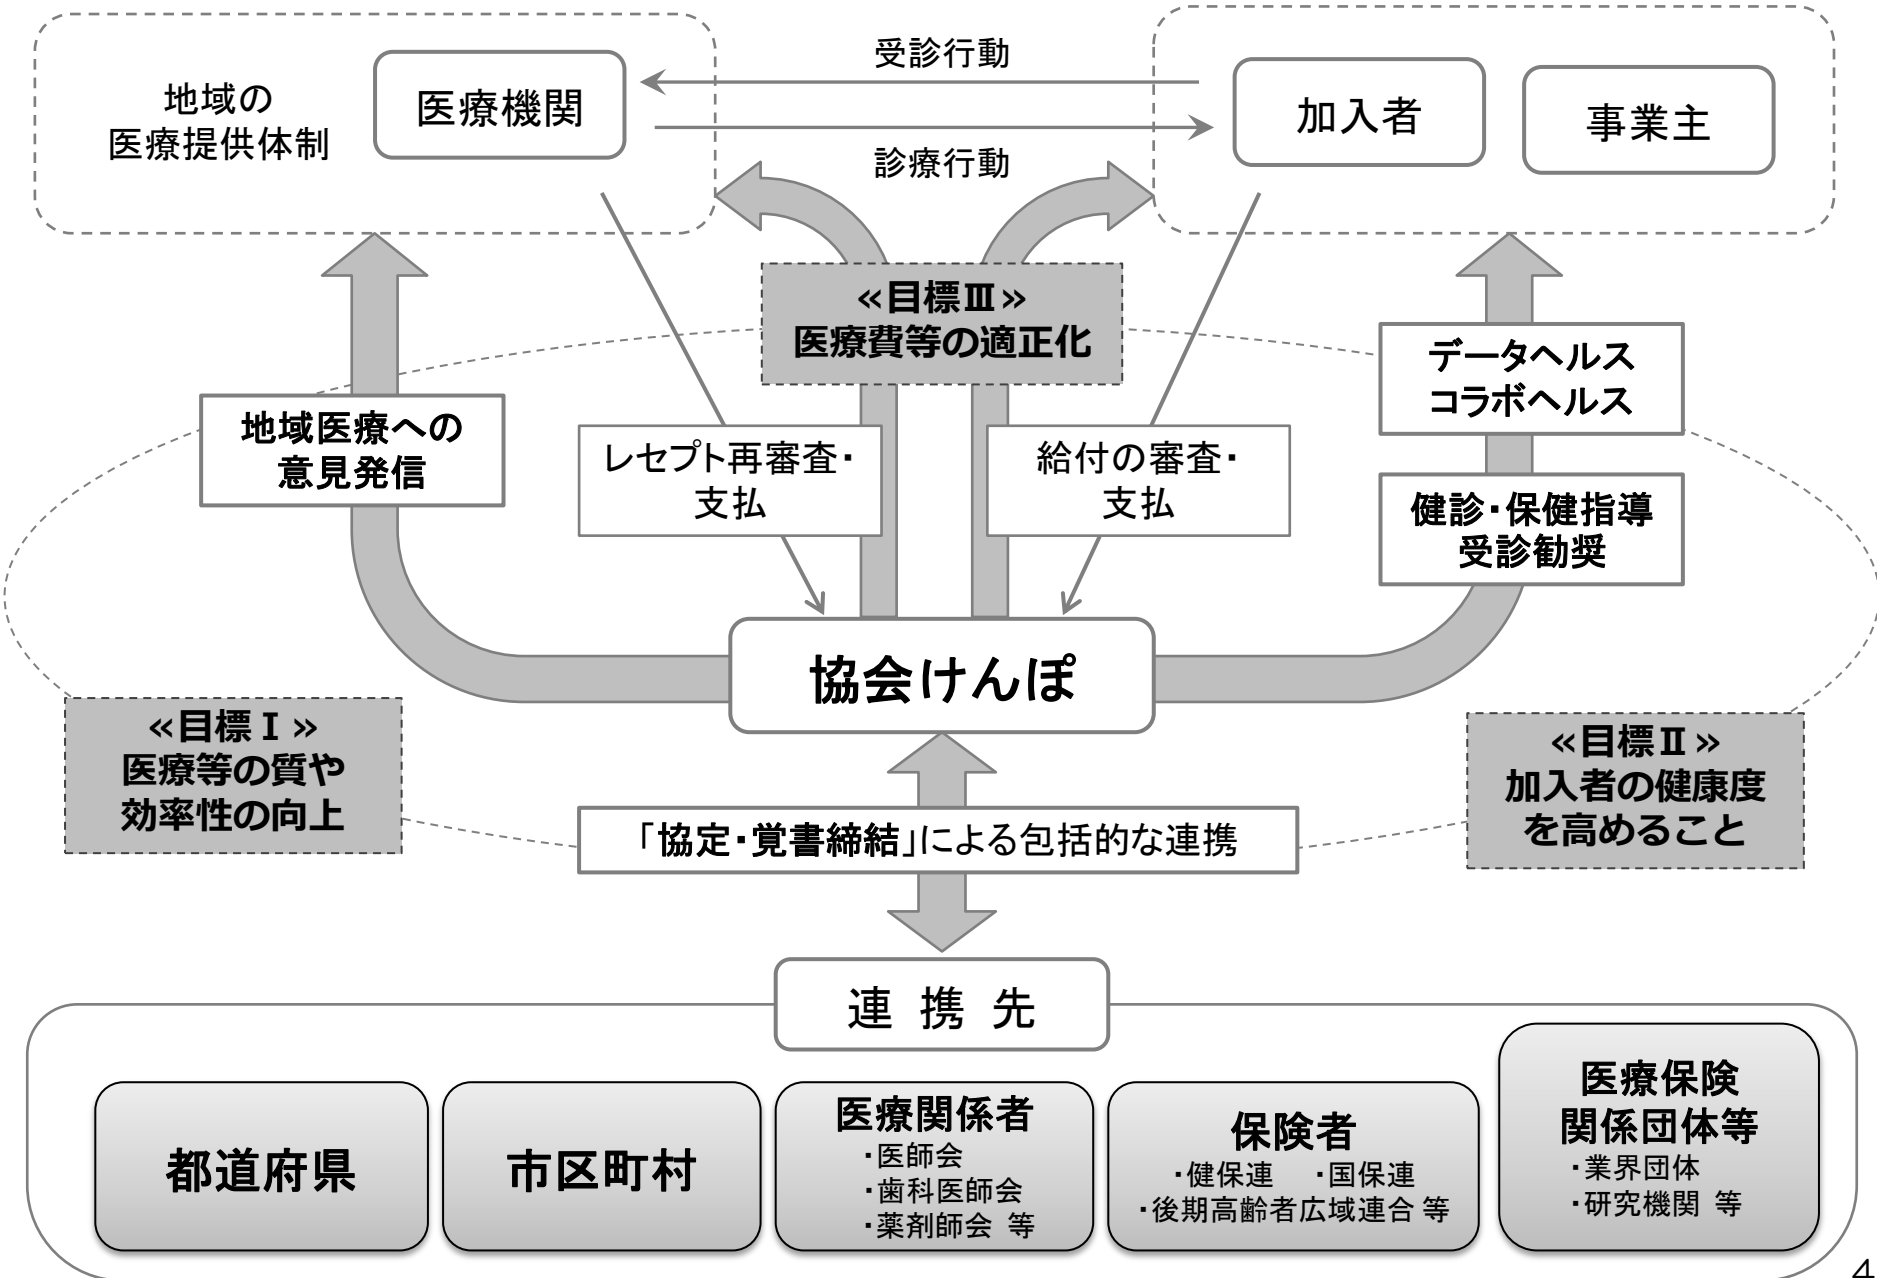 地域の
医療提供体制
医療機関
受診行動
診療行動
加入者
事業主
«目標Ⅲ»
医療費等の適正化
地域医療への
意見発信
レセプト再審査・
支払
給付の審査・
支払
データヘルス
コラボヘルス
健診・保健指導
受診勧奨
協会けんぽ
«目標Ⅰ»
医療等の質や
効率性の向上
«目標Ⅱ»
加入者の健康度
を高めること
「協定・覚書締結」による包括的な連携
連 携 先
都道府県
市区町村
医療関係者
・医師会
・歯科医師会
・薬剤師会 等
保険者
・健保連 ・国保連
・後期高齢者広域連合 等
医療保険
関係団体等
・業界団体
・研究機関 等
4